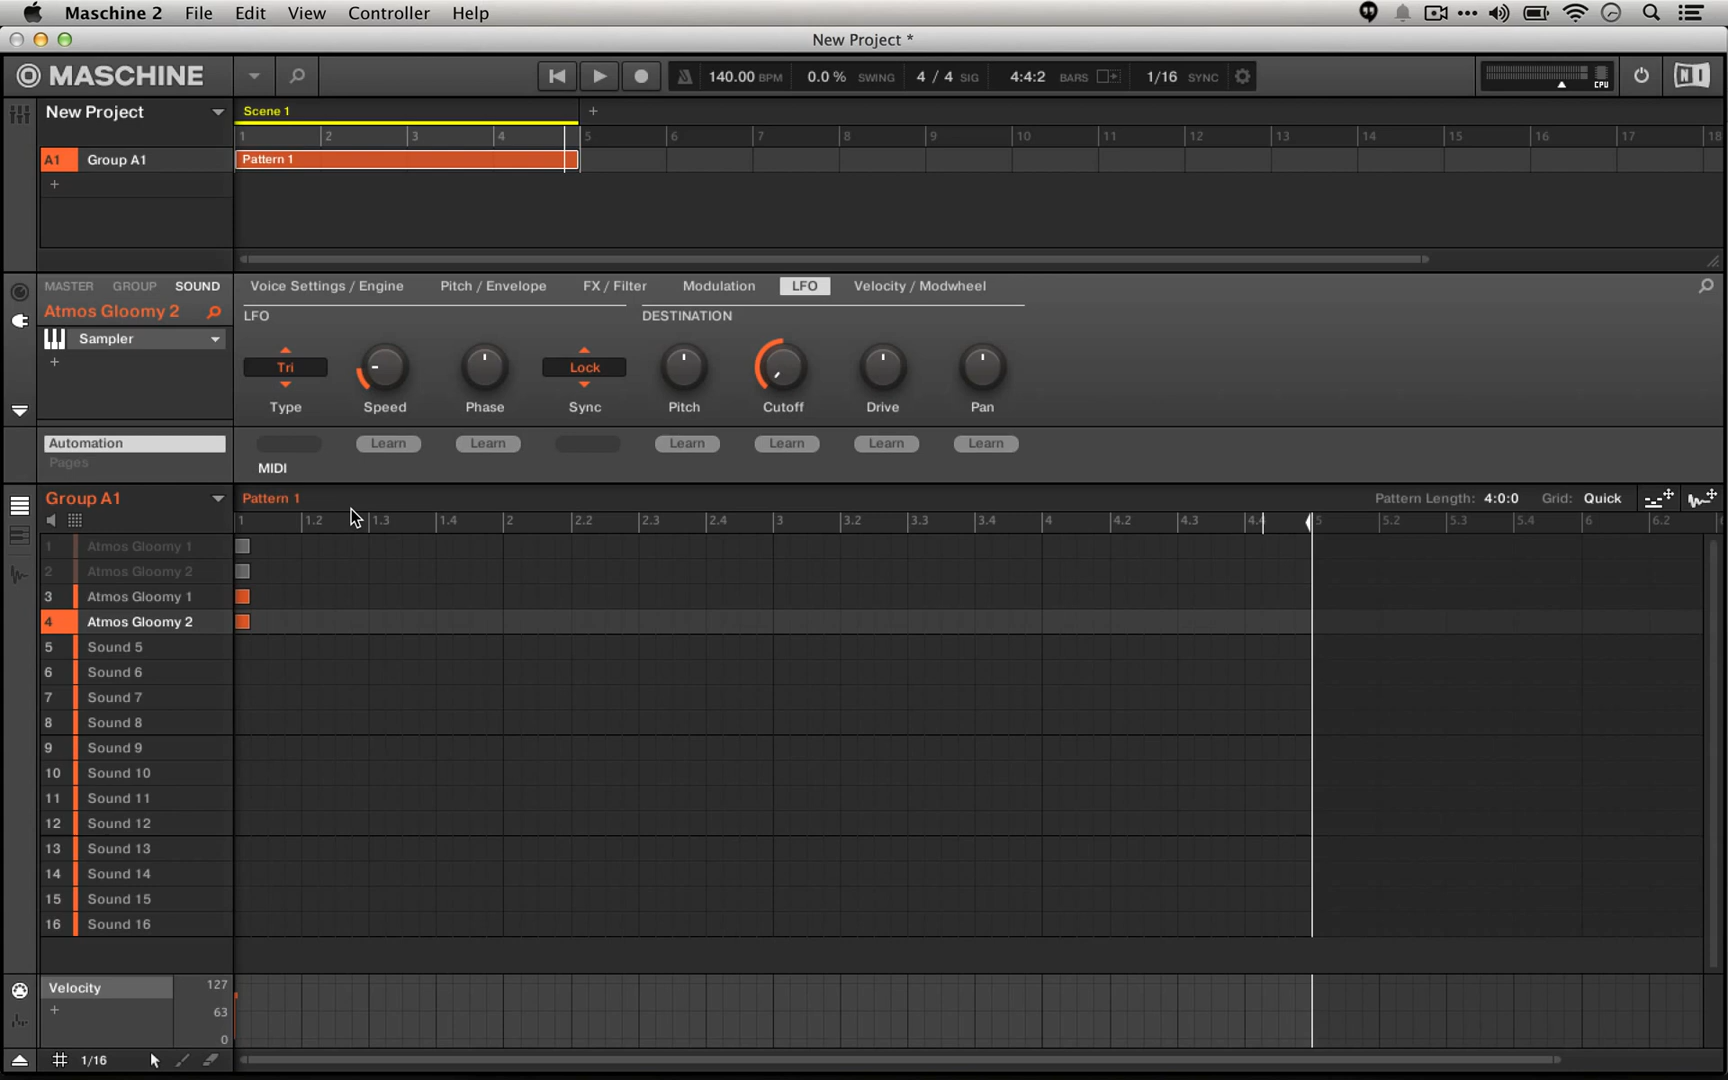 Maschine 2 File Edit View Controller Help
New Project *
MASCHINE 140.00 BPM 0.0 % SWING 4 / 4 SIG 4:4:2 BARS 1/16 SYNC CPU NI
New Project Scene 1 +
1 2 3 4 5 6 7 8 9 10 11 12 13 14 15 16 17 18
A1 Group A1 Pattern 1
+
MASTER GROUP SOUND Voice Settings / Engine Pitch / Envelope FX / Filter Modulation LFO Velocity / Modwheel
Atmos Gloomy 2 LFO DESTINATION
Sampler
+
Tri Lock
Type Speed Phase Sync Pitch Cutoff Drive Pan
Automation Learn Learn Learn Learn Learn Learn
Pages MIDI
Group A1 Pattern 1 Pattern Length: 4:0:0 Grid: Quick
1 1.2 1.3 1.4 2 2.2 2.3 2.4 3 3.2 3.3 3.4 4 4.2 4.3 4.4 5 5.2 5.3 5.4 6 6.2
1 Atmos Gloomy 1
2 Atmos Gloomy 2
3 Atmos Gloomy 1
4 Atmos Gloomy 2
5 Sound 5
6 Sound 6
7 Sound 7
8 Sound 8
9 Sound 9
10 Sound 10
11 Sound 11
12 Sound 12
13 Sound 13
14 Sound 14
15 Sound 15
16 Sound 16
Velocity 127
+ 63
0
1/16